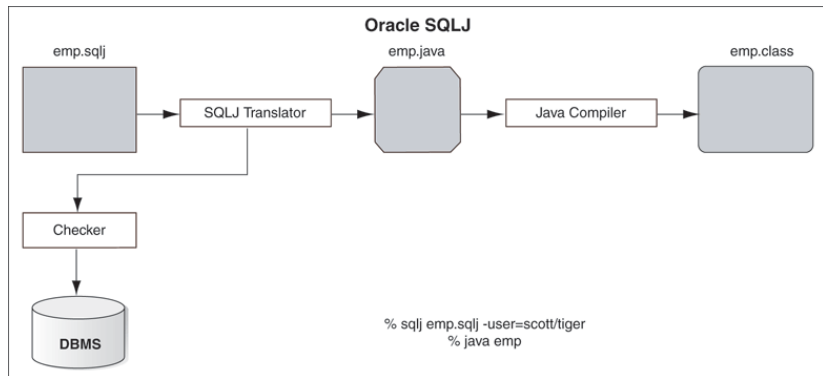 Oracle SQLJ
emp.sqlj
emp.java
emp.class
SQLJ Translator
Java Compiler
Checker
DBMS
% sqlj emp.sqlj -user=scott/tiger
% java emp